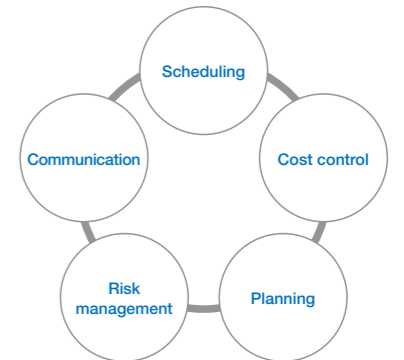 Scheduling
Cost control
Planning
Risk
management
Communication